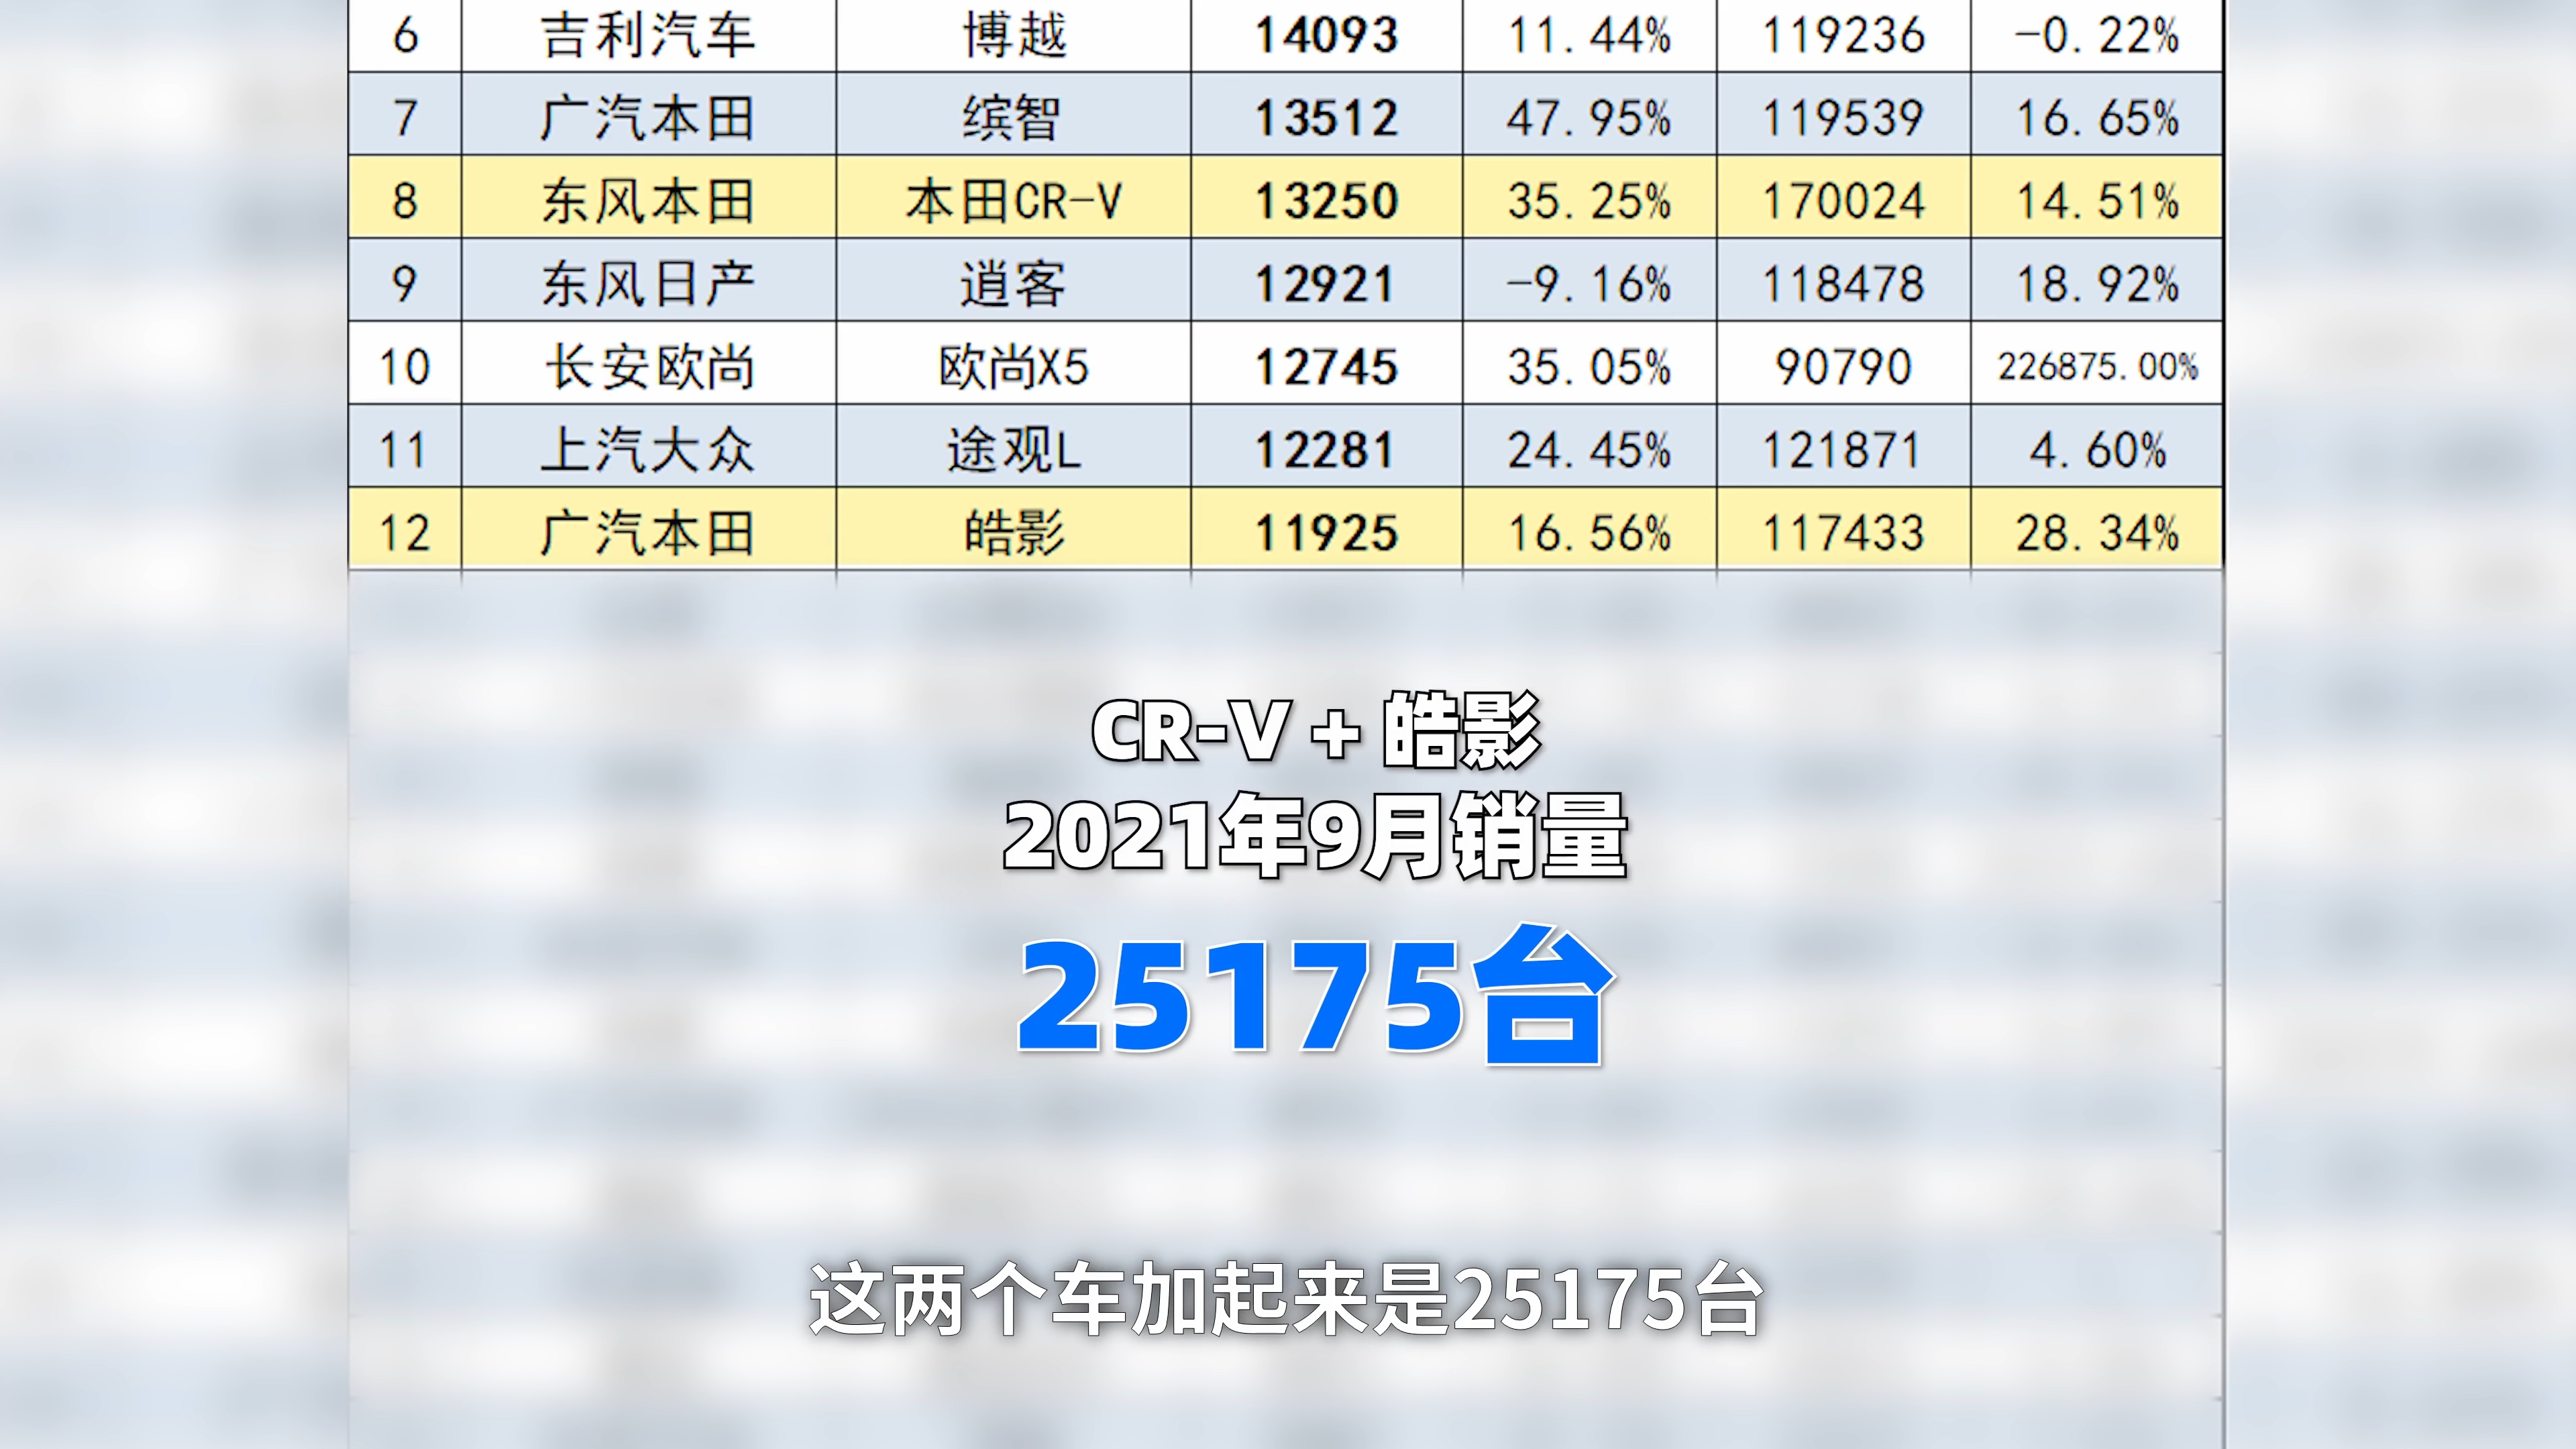 6 吉利汽车 博越 14093 11.44% 119236 -0.22%
7 广汽本田 缤智 13512 47.95% 119539 16.65%
8 东风本田 本田CR-V 13250 35.25% 170024 14.51%
9 东风日产 逍客 12921 -9.16% 118478 18.92%
10 长安欧尚 欧尚X5 12745 35.05% 90790 226875.00%
11 上汽大众 途观L 12281 24.45% 121871 4.60%
12 广汽本田 皓影 11925 16.56% 117433 28.34%
CR-V + 皓影
2021年9月销量
25175台
这两个车加起来是25175台